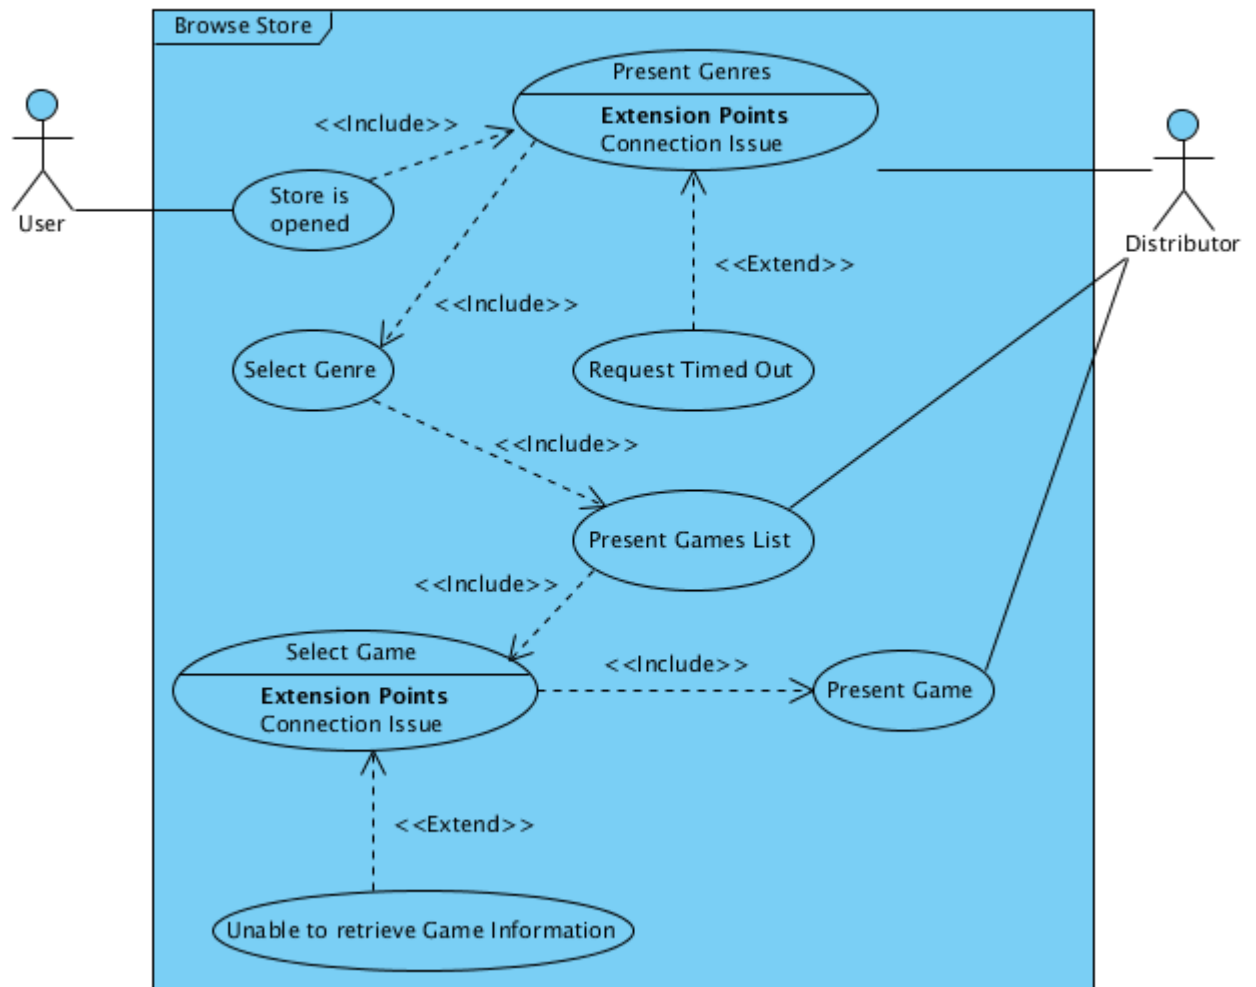 Browse Store
Present Genres
Extension Points
Connection Issue
<<Include>>
User
Store is
opened
Distributor
<<Extend>>
<<Include>>
Select Genre
Request Timed Out
<<Include>>
Present Games List
<<Include>>
Select Game
Extension Points
Connection Issue
<<Include>>
Present Game
<<Extend>>
Unable to retrieve Game Information